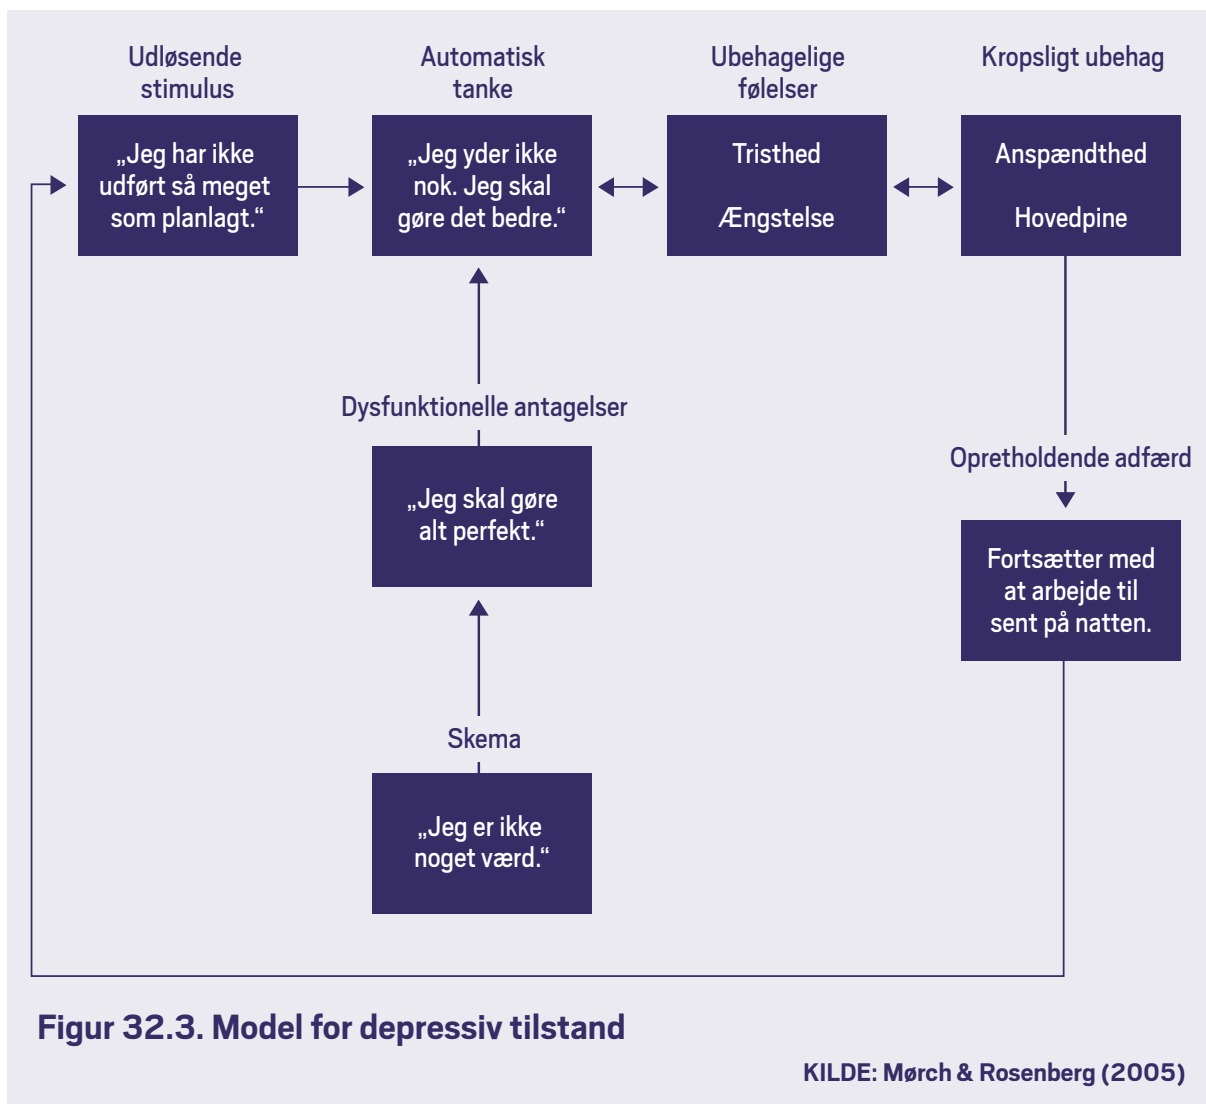 Udløsende
stimulus
Automatisk
tanke
Ubehagelige
følelser
Kropsligt ubehag
„Jeg har ikke
udført så meget
som planlagt.“
„Jeg yder ikke
nok. Jeg skal
gøre det bedre.“
Tristhed
Ængstelse
Anspændthed
Hovedpine
Dysfunktionelle antagelser
„Jeg skal gøre
alt perfekt.“
Opretholdende adfærd
Fortsætter med
at arbejde til
sent på natten.
Skema
„Jeg er ikke
noget værd.“
Figur 32.3. Model for depressiv tilstand
KILDE: Mørch & Rosenberg (2005)